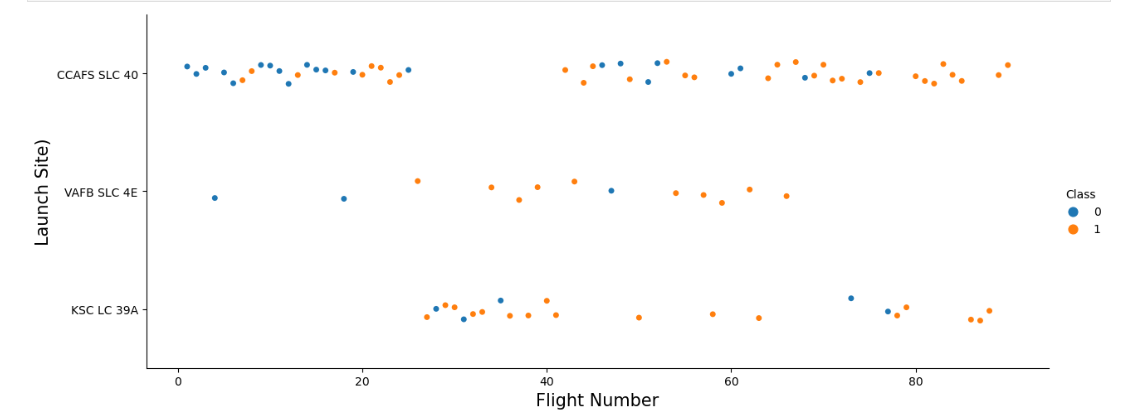 CCAFS SLC 40
VAFB SLC 4E
KSC LC 39A
Launch Site)
0 20 40 60 80
Flight Number
Class
0
1